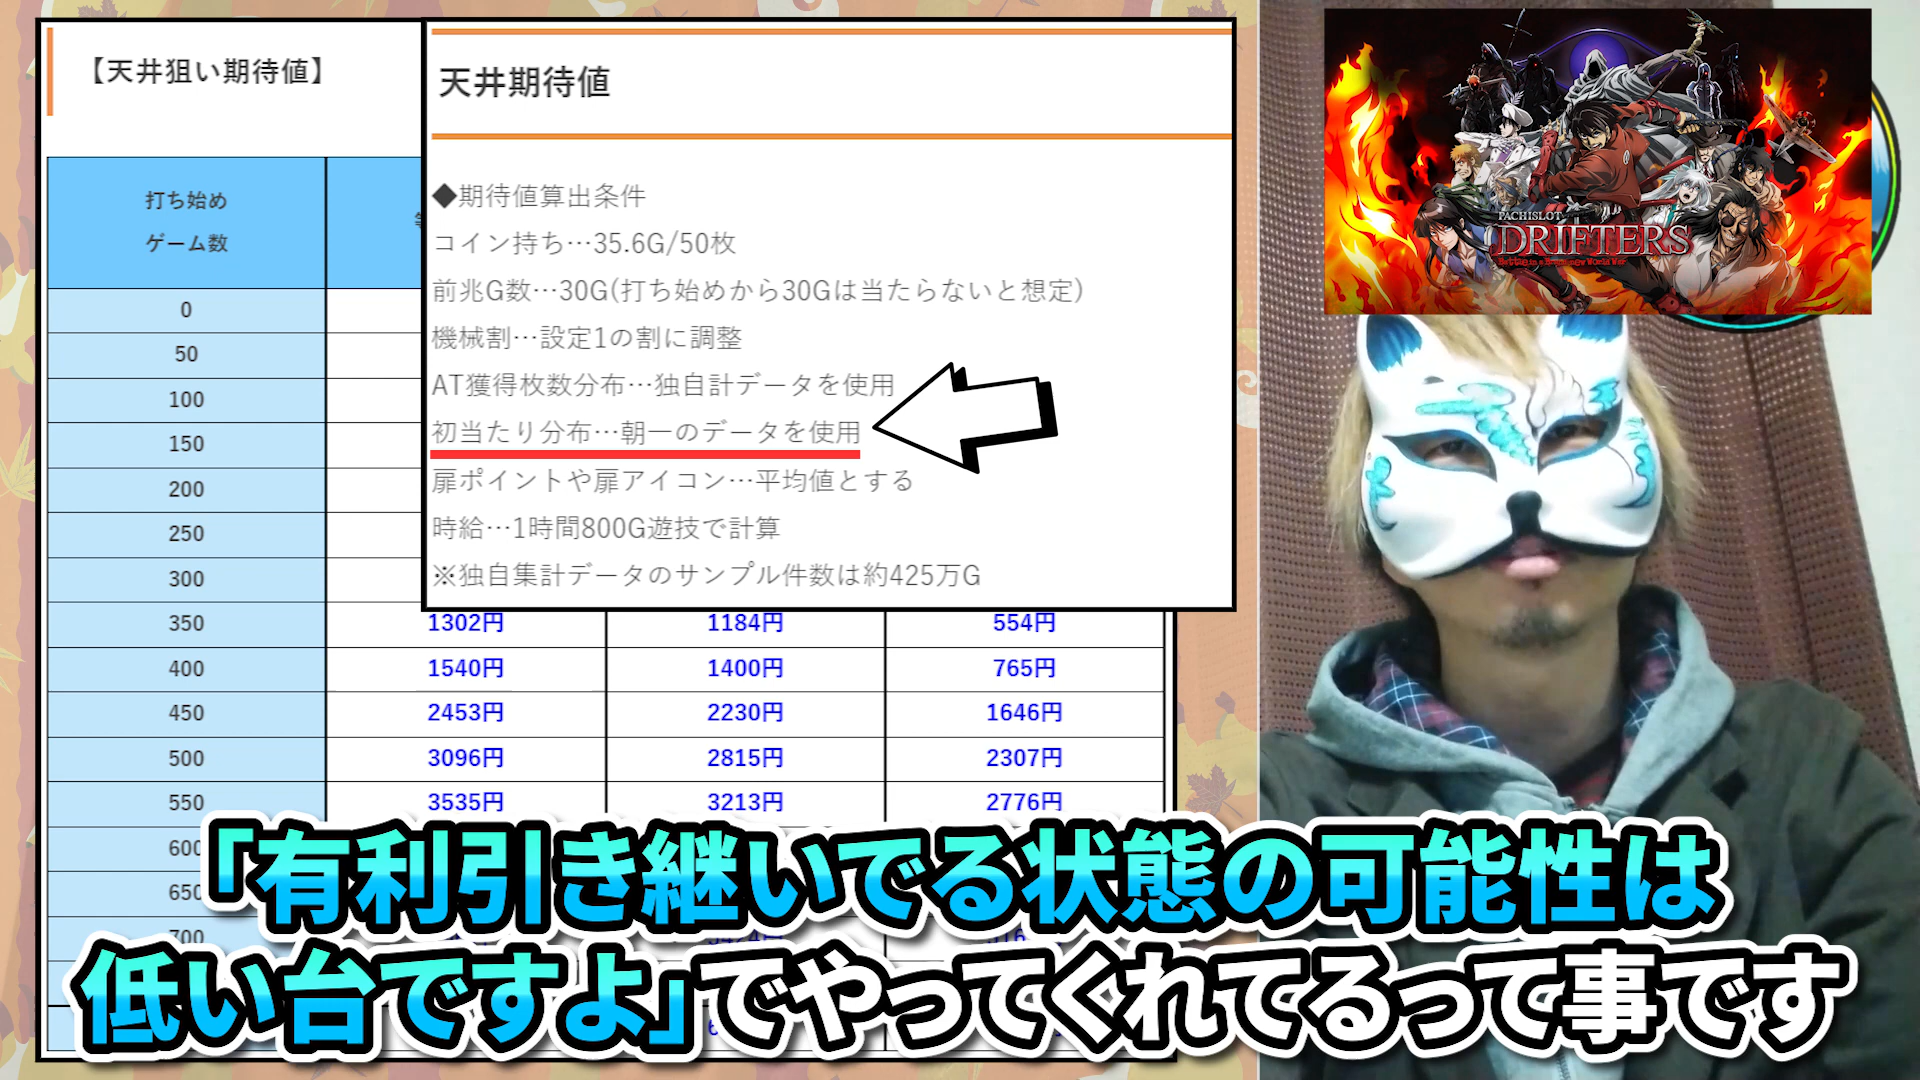 【天井狙い期待値】
天井期待値
打ち始め
ゲーム数
◆期待値算出条件
コイン持ち…35.6G/50枚
前兆G数…30G(打ち始めから30Gは当たらないと想定)
機械割…設定1の割に調整
AT獲得枚数分布…独自計データを使用
初当たり分布…朝一のデータを使用
扉ポイントや扉アイコン…平均値とする
時給…1時間800G遊技で計算
※独自集計データのサンプル件数は約425万G
0
50
100
150
200
250
300
350 1302円 1184円 554円
400 1540円 1400円 765円
450 2453円 2230円 1646円
500 3096円 2815円 2307円
550 3535円 3213円 2776円
600
650
700
PACHISLOT
DRIFTERS
Battle in a Brand-new World War
「有利引き継いでる状態の可能性は
低い台ですよ」でやってくれてるって事です